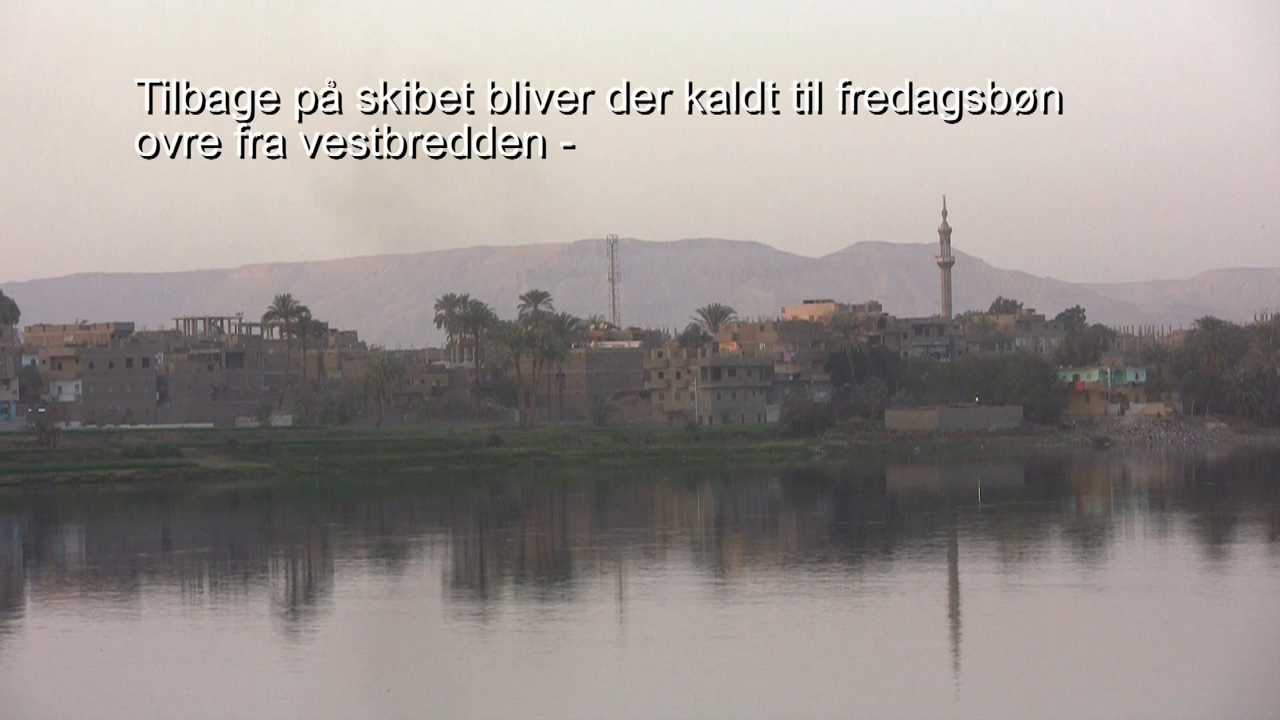 Tilbage på skibet bliver der kaldt til fredagsbøn
ovre fra vestbredden -